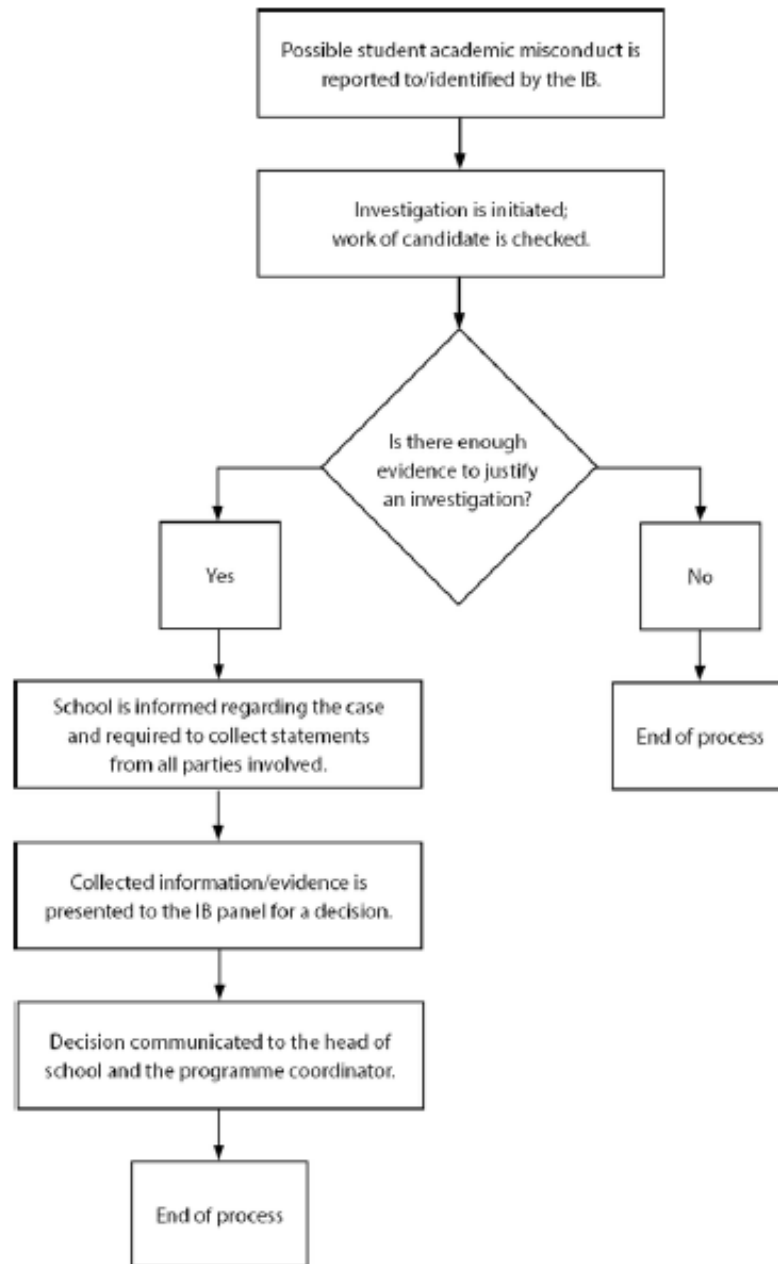 Possible student academic misconduct is
reported to/identified by the IB.
Investigation is initiated;
work of candidate is checked.
Is there enough
evidence to justify
an investigation?
Yes
No
School is informed regarding the case
and required to collect statements
from all parties involved.
End of process
Collected information/evidence is
presented to the IB panel for a decision.
Decision communicated to the head of
school and the programme coordinator.
End of process